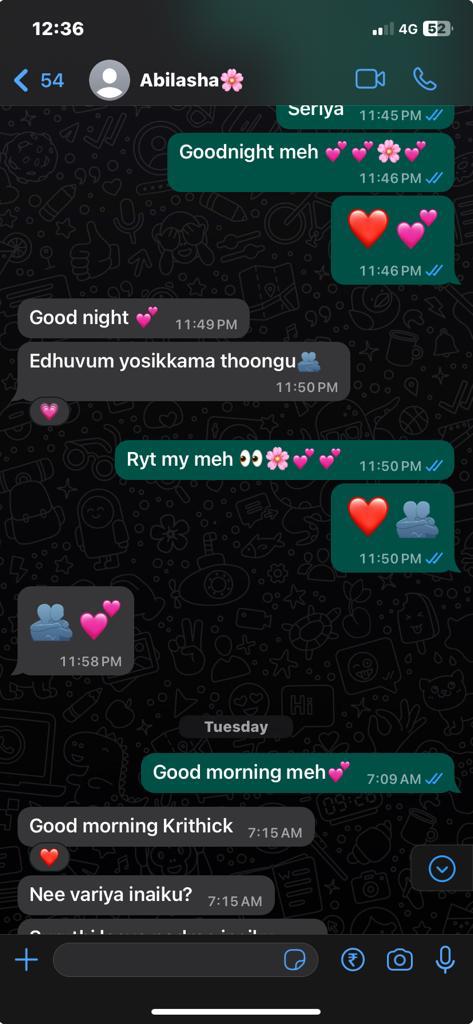 12:36
4G 52
54 Abilasha🌸
Seriya 11:45 PM
Goodnight meh 💕💕🌸💕
11:46 PM
❤️ 💕
11:46 PM
Good night 💕 11:49 PM
Edhuvum yosikkama thoongu🫂
11:50 PM
💗
Ryt my meh 👀🌸💕💕 11:50 PM
❤️ 🫂
11:50 PM
🫂 💕
11:58 PM
Tuesday
Good morning meh💕 7:09 AM
Good morning Krithick 7:15 AM
❤️
Nee variya inaiku? 7:15 AM